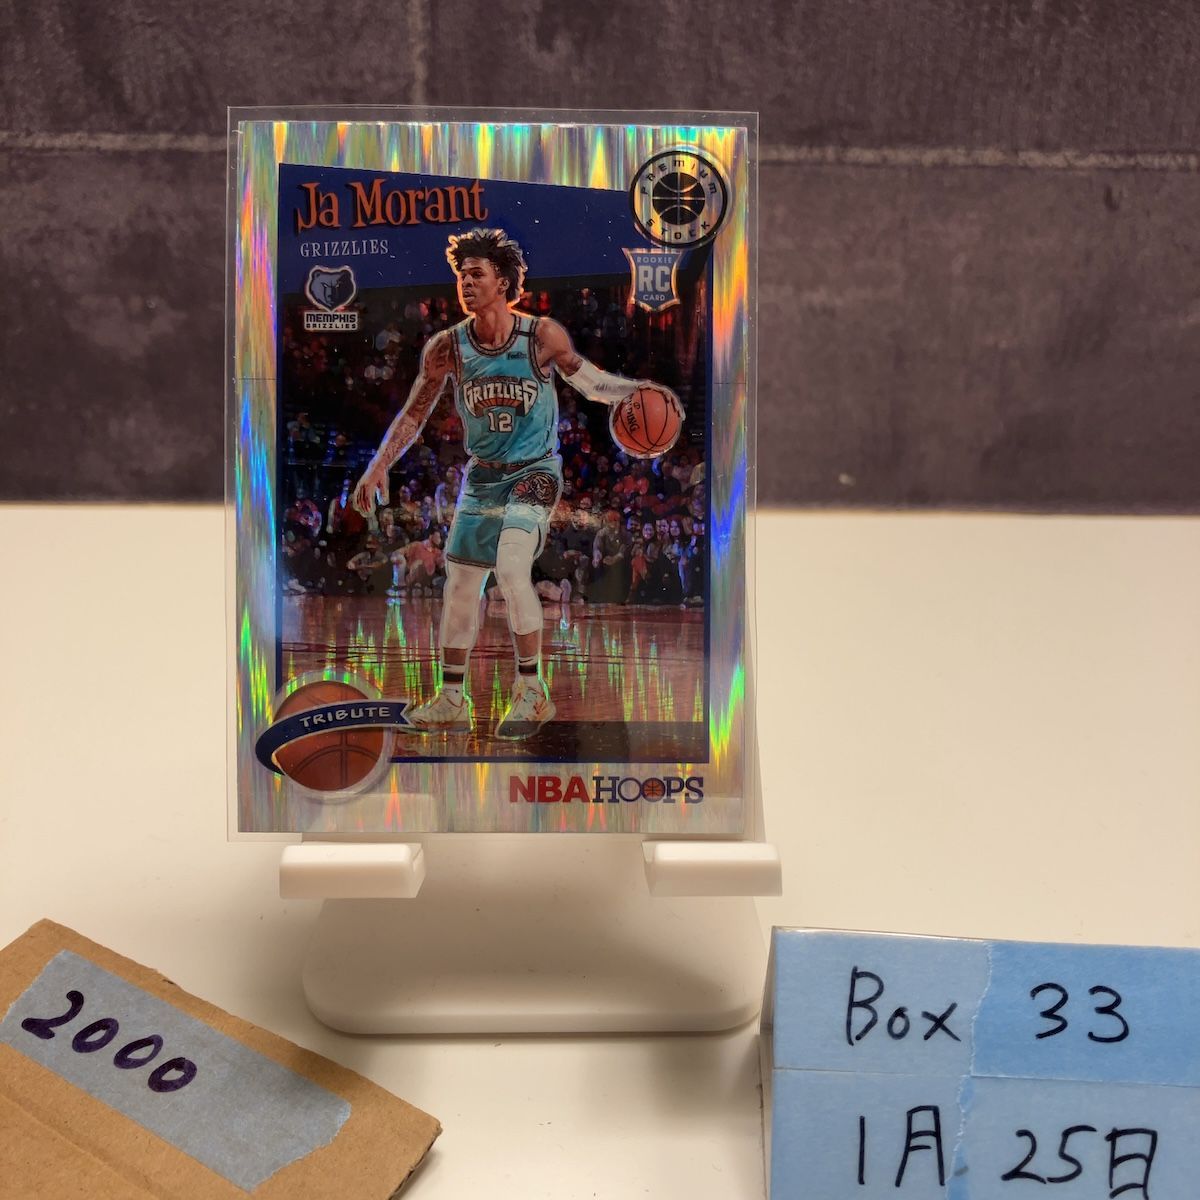 Ja Morant
GRIZZLIES
PREMIUM
STOCK
ROOKIE
RC
CARD
MEMPHIS
GRIZZLIES
FedEx
GRIZZLIES
12
TRIBUTE
NBA HOOPS
2000
Box 33
1月25日